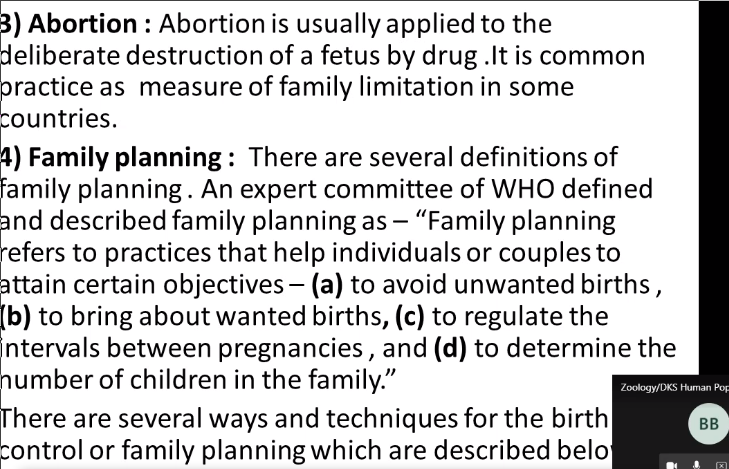 3) Abortion : Abortion is usually applied to the
deliberate destruction of a fetus by drug .It is common
practice as measure of family limitation in some
countries.
4) Family planning : There are several definitions of
family planning . An expert committee of WHO defined
and described family planning as – “Family planning
refers to practices that help individuals or couples to
attain certain objectives – (a) to avoid unwanted births ,
(b) to bring about wanted births, (c) to regulate the
intervals between pregnancies , and (d) to determine the
number of children in the family.”
There are several ways and techniques for the birth
control or family planning which are described belo
Zoology/DKS Human Pop
BB